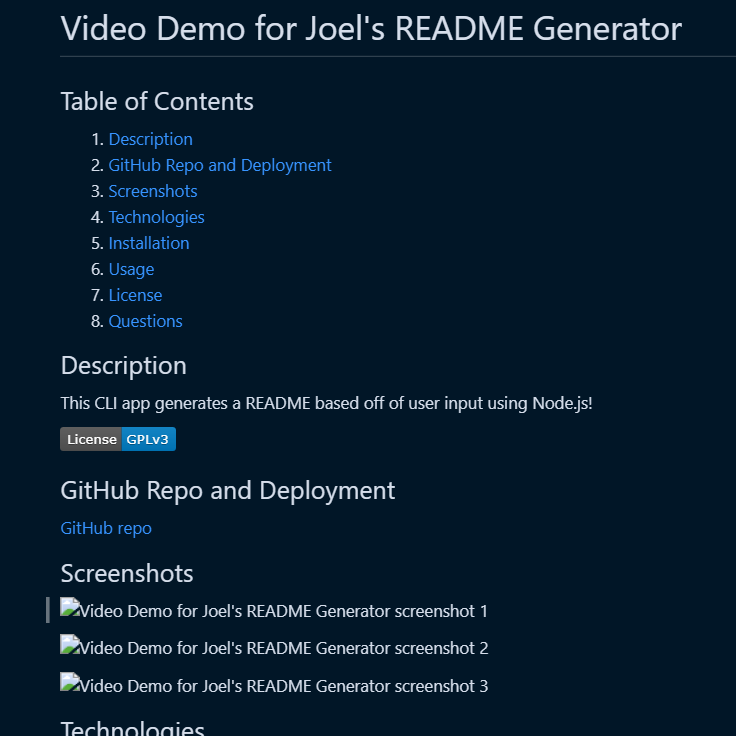 Video Demo for Joel's README Generator
Table of Contents
1. Description
2. GitHub Repo and Deployment
3. Screenshots
4. Technologies
5. Installation
6. Usage
7. License
8. Questions
Description
This CLI app generates a README based off of user input using Node.js!
License GPLv3
GitHub Repo and Deployment
GitHub repo
Screenshots
Video Demo for Joel's README Generator screenshot 1
Video Demo for Joel's README Generator screenshot 2
Video Demo for Joel's README Generator screenshot 3
Technologies